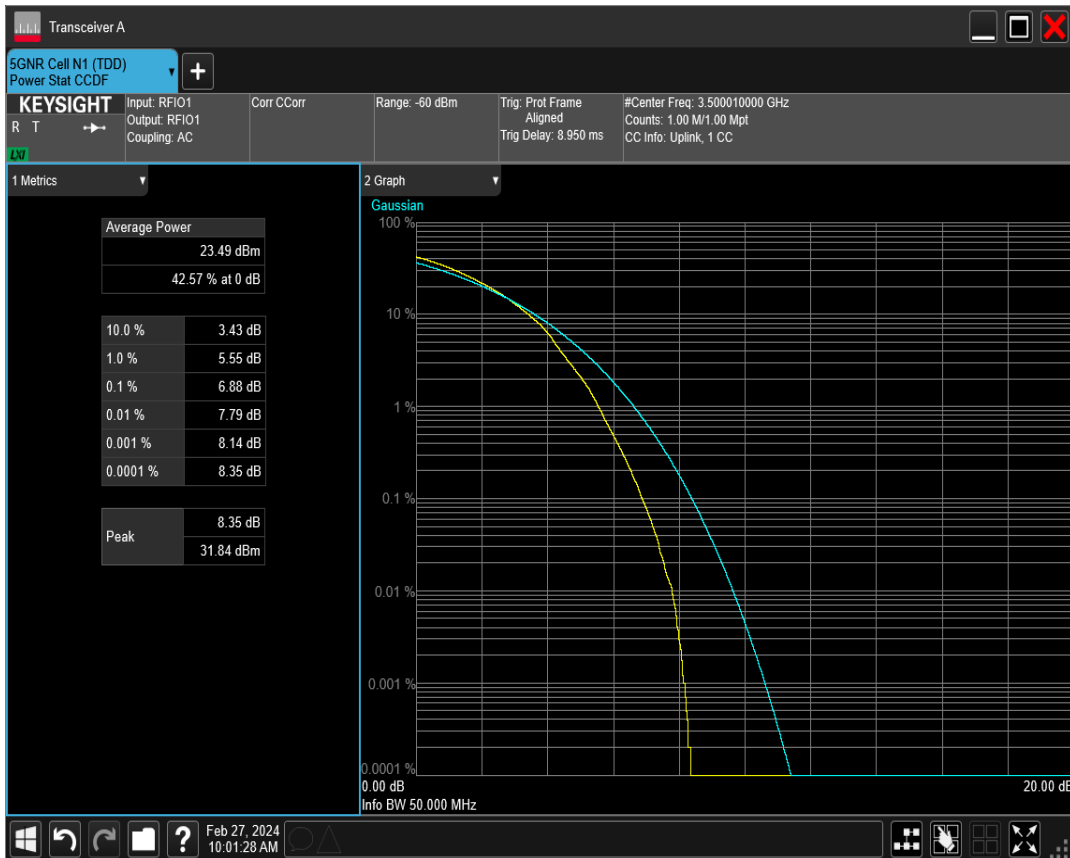 Transceiver A
5GNR Cell N1 (TDD)
Power Stat CCDF
+
KEYSIGHT
R T
LXI
Input: RFIO1
Output: RFIO1
Coupling: AC
Corr CCorr
Range: -60 dBm
Trig: Prot Frame
Aligned
Trig Delay: 8.950 ms
#Center Freq: 3.500010000 GHz
Counts: 1.00 M/1.00 Mpt
CC Info: Uplink, 1 CC
1 Metrics
Average Power
23.49 dBm
42.57 % at 0 dB
10.0 % 3.43 dB
1.0 % 5.55 dB
0.1 % 6.88 dB
0.01 % 7.79 dB
0.001 % 8.14 dB
0.0001 % 8.35 dB
Peak
8.35 dB
31.84 dBm
2 Graph
Gaussian
100 %
10 %
1 %
0.1 %
0.01 %
0.001 %
0.0001 %
0.00 dB
20.00 dB
Info BW 50.000 MHz
?
Feb 27, 2024
10:01:28 AM